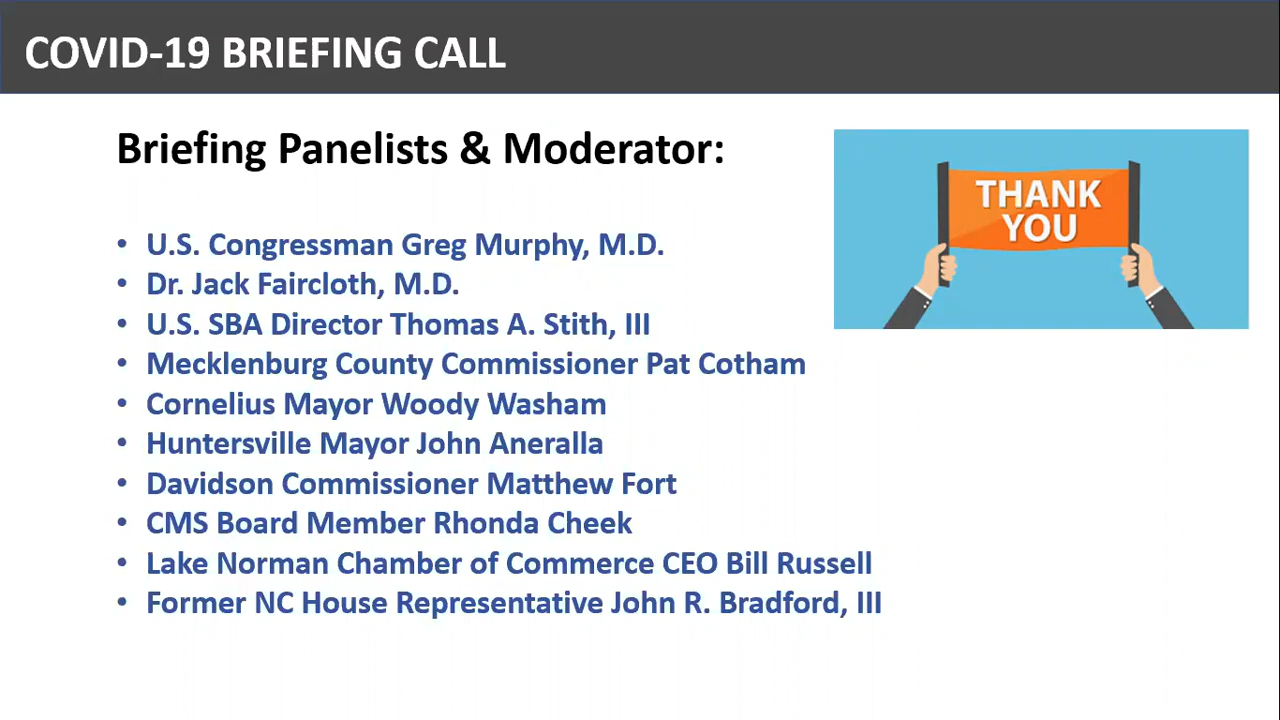 COVID-19 BRIEFING CALL
Briefing Panelists & Moderator:
THANK
YOU
• U.S. Congressman Greg Murphy, M.D.
• Dr. Jack Faircloth, M.D.
• U.S. SBA Director Thomas A. Stith, III
• Mecklenburg County Commissioner Pat Cotham
• Cornelius Mayor Woody Washam
• Huntersville Mayor John Aneralla
• Davidson Commissioner Matthew Fort
• CMS Board Member Rhonda Cheek
• Lake Norman Chamber of Commerce CEO Bill Russell
• Former NC House Representative John R. Bradford, III